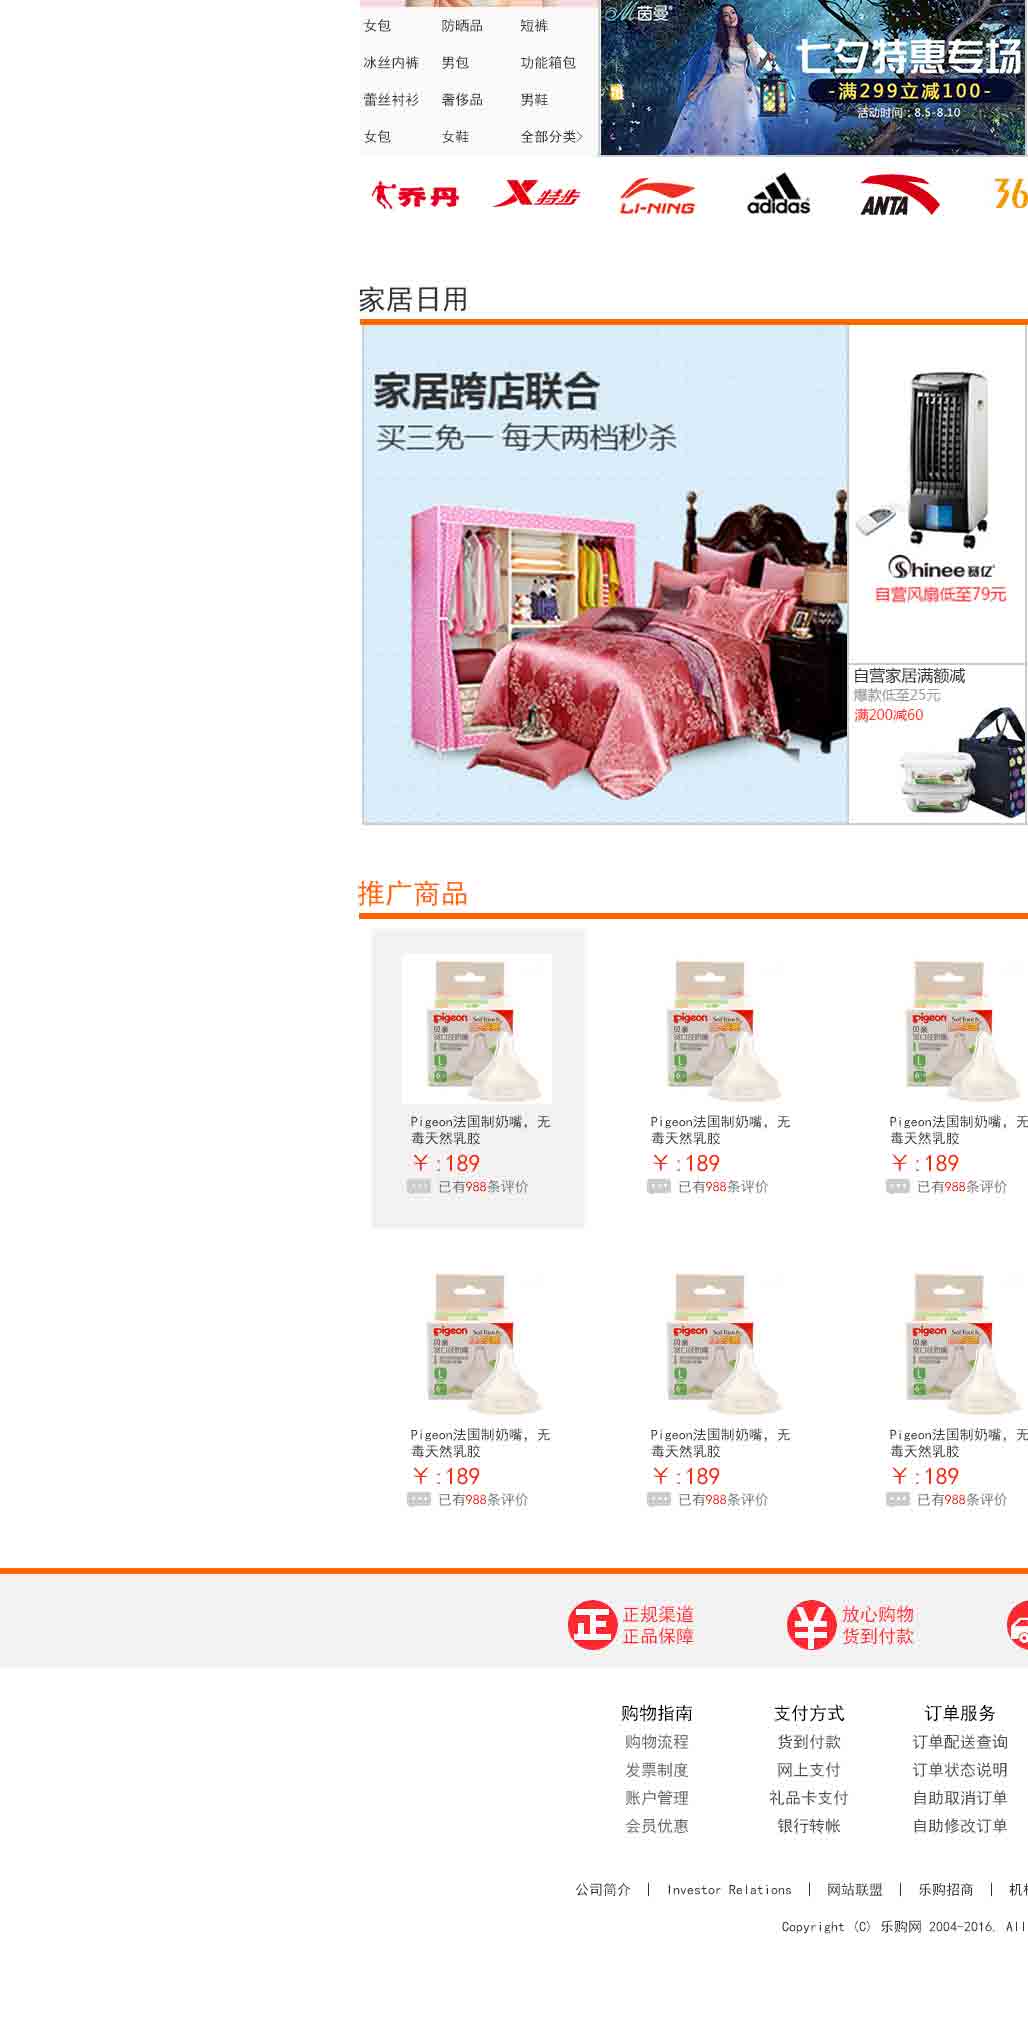 女包 防晒品 短裤
冰丝内裤 男包 功能箱包
蕾丝衬衫 奢侈品 男鞋
女包 女鞋 全部分类>
茵曼
七夕特惠专场
-满299立减100-
活动时间：8.5-8.10
乔丹 特步 LI-NING adidas ANTA 36
家居日用
家居跨店联合
买三免一 每天两档秒杀
Shinee 赛亿
自营风扇低至79元
自营家居满额减
爆款低至25元
满200减60
推广商品
Pigeon法国制奶嘴，无
毒天然乳胶
￥:189
已有988条评价
Pigeon法国制奶嘴，无
毒天然乳胶
￥:189
已有988条评价
Pigeon法国制奶嘴，无
毒天然乳胶
￥:189
已有988条评价
Pigeon法国制奶嘴，无
毒天然乳胶
￥:189
已有988条评价
Pigeon法国制奶嘴，无
毒天然乳胶
￥:189
已有988条评价
Pigeon法国制奶嘴，无
毒天然乳胶
￥:189
已有988条评价
正 正规渠道
正品保障
¥ 放心购物
货到付款
购物指南 支付方式 订单服务
购物流程 货到付款 订单配送查询
发票制度 网上支付 订单状态说明
账户管理 礼品卡支付 自助取消订单
会员优惠 银行转帐 自助修改订单
公司简介 | Investor Relations | 网站联盟 | 乐购招商 | 机
Copyright (C) 乐购网 2004-2016, All